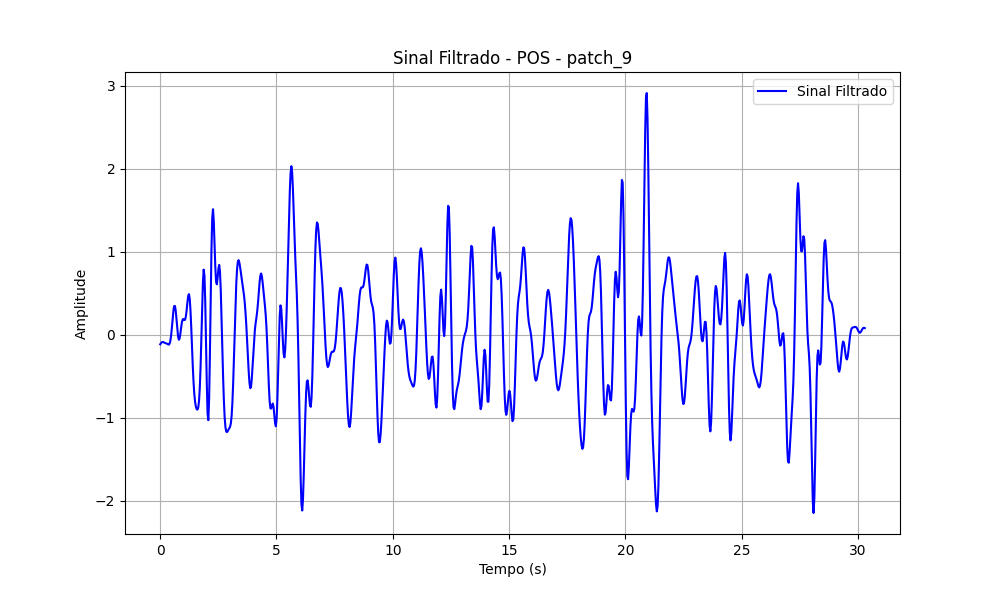 Sinal Filtrado - POS - patch_9
Sinal Filtrado
Amplitude
3
2
1
0
−1
−2
0 5 10 15 20 25 30
Tempo (s)